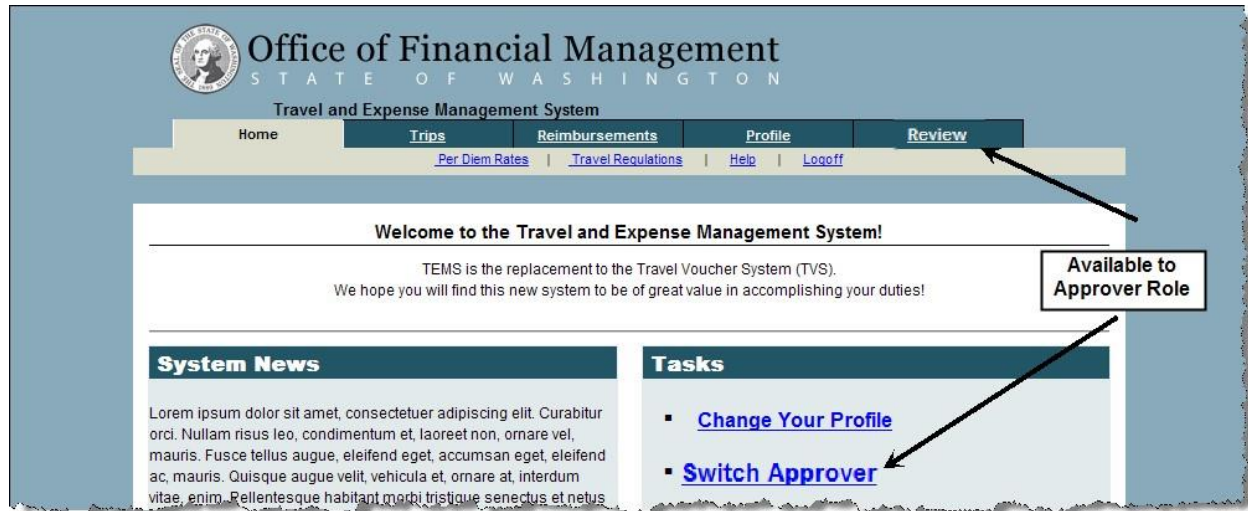 Office of Financial Management
STATE OF WASHINGTON
Travel and Expense Management System
Home Trips Reimbursements Profile Review
Per Diem Rates | Travel Regulations | Help | Logoff
Welcome to the Travel and Expense Management System!
TEMS is the replacement to the Travel Voucher System (TVS).
We hope you will find this new system to be of great value in accomplishing your duties!
Available to
Approver Role
System News
Lorem ipsum dolor sit amet, consectetuer adipiscing elit. Curabitur
orci. Nullam risus leo, condimentum et, laoreet non, ornare vel,
mauris. Fusce tellus augue, eleifend eget, accumsan eget, eleifend
ac, mauris. Quisque augue velit, vehicula et, ornare at, interdum
vitae, enim. Pellentesque habitant morbi tristique senectus et netus
Tasks
▪ Change Your Profile
▪ Switch Approver